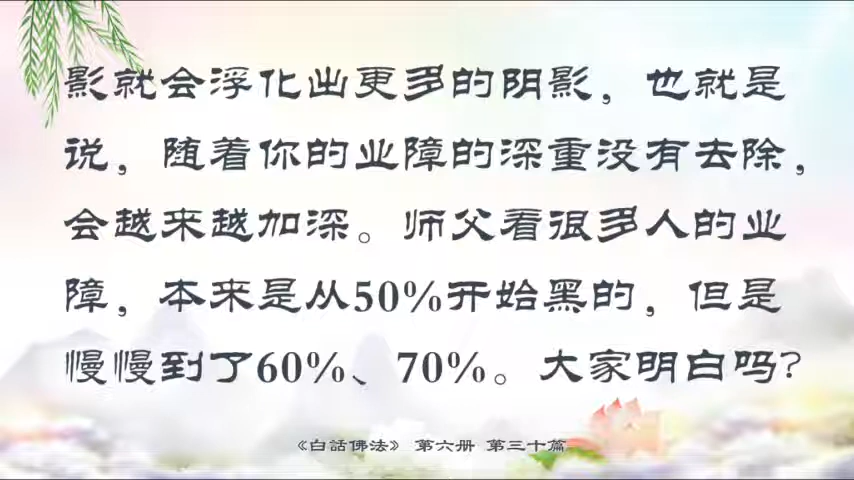 影就会浮化出更多的阴影，也就是
说，随着你的业障的深重没有去除，
会越来越加深。师父看很多人的业
障，本来是从50%开始黑的，但是
慢慢到了60%、70%。大家明白吗？
《白話佛法》 第六册 第三十篇